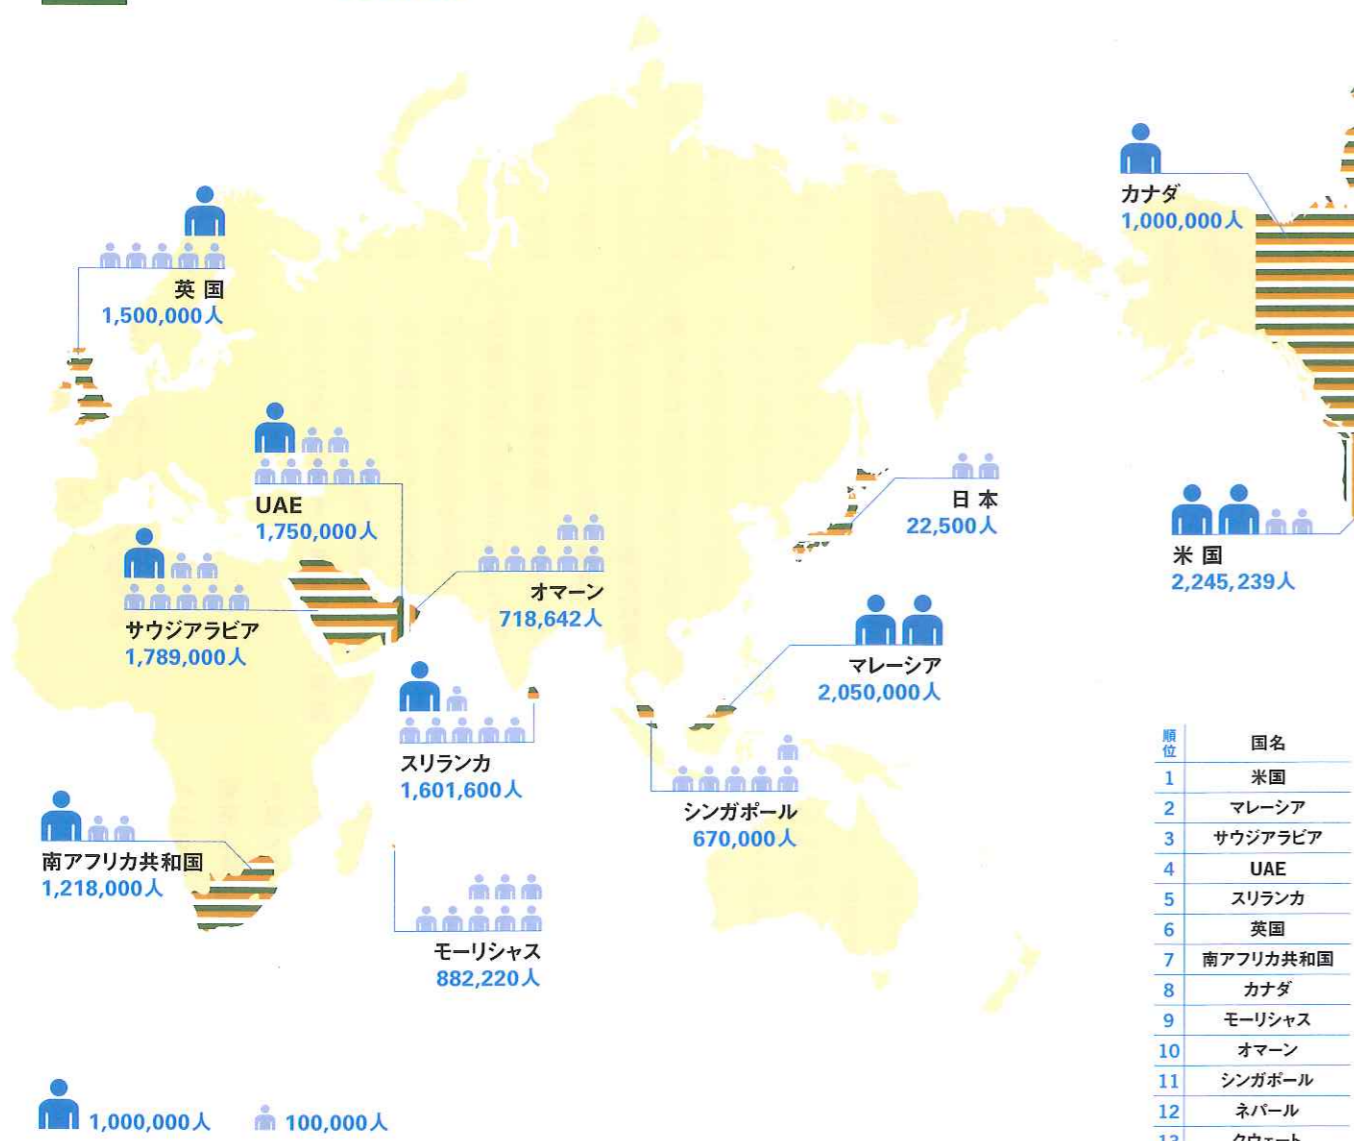 カナダ
1,000,000人
英国
1,500,000人
UAE
1,750,000人
日本
22,500人
米国
2,245,239人
オマーン
718,642人
サウジアラビア
1,789,000人
マレーシア
2,050,000人
スリランカ
1,601,600人
シンガポール
670,000人
南アフリカ共和国
1,218,000人
モーリシャス
882,220人
順位 国名
1 米国
2 マレーシア
3 サウジアラビア
4 UAE
5 スリランカ
6 英国
7 南アフリカ共和国
8 カナダ
9 モーリシャス
10 オマーン
11 シンガポール
12 ネパール
13 クウェート
1,000,000人 100,000人